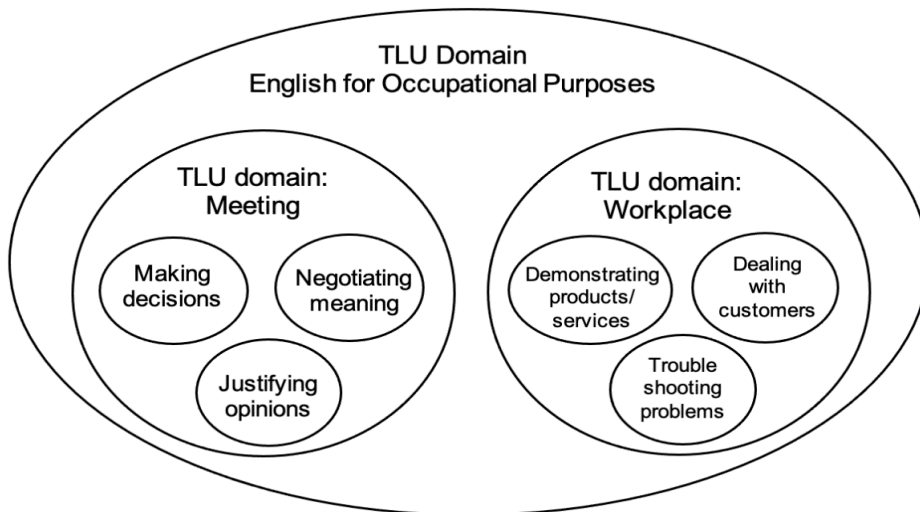 TLU Domain
English for Occupational Purposes
TLU domain:
Meeting
Making
decisions
Negotiating
meaning
Justifying
opinions
TLU domain:
Workplace
Demonstrating
products/
services
Dealing
with
customers
Trouble
shooting
problems